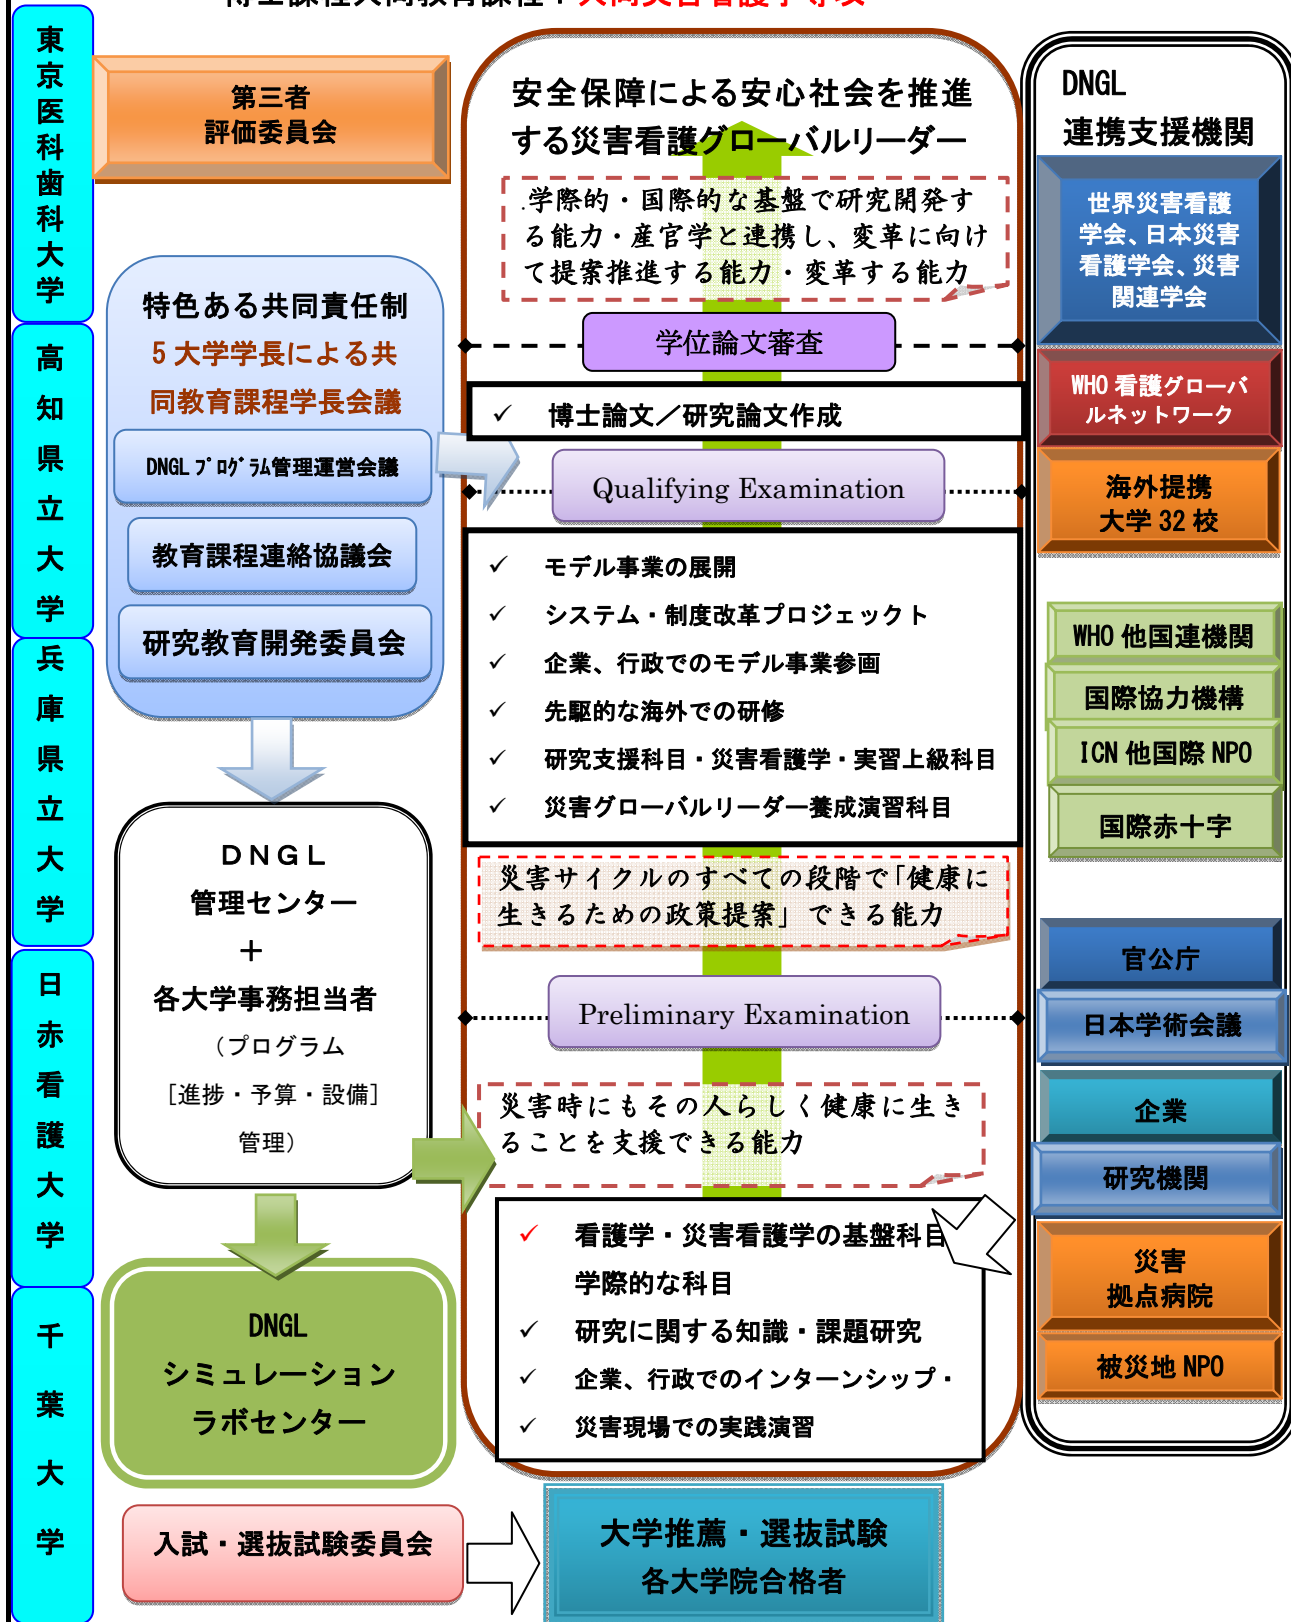 東京医科歯科大学
高知県立大学
兵庫県立大学
日赤看護大学
千葉大学
第三者
評価委員会
特色ある共同責任制
5大学学長による共
同教育課程学長会議
DNGLプログラム管理運営会議
教育課程連絡協議会
研究教育開発委員会
DNGL
管理センター
＋
各大学事務担当者
（プログラム
［進捗・予算・設備］
管理）
DNGL
シミュレーション
ラボセンター
入試・選抜試験委員会
安全保障による安心社会を推進
する災害看護グローバルリーダー
.学際的・国際的な基盤で研究開発す
る能力・産官学と連携し、変革に向け
て提案推進する能力・変革する能力
学位論文審査
✓ 博士論文／研究論文作成
Qualifying Examination
✓ モデル事業の展開
✓ システム・制度改革プロジェックト
✓ 企業、行政でのモデル事業参画
✓ 先駆的な海外での研修
✓ 研究支援科目・災害看護学・実習上級科目
✓ 災害グローバルリーダー養成演習科目
災害サイクルのすべての段階で「健康に
生きるための政策提案」できる能力
Preliminary Examination
災害時にもその人らしく健康に生き
ることを支援できる能力
✓ 看護学・災害看護学の基盤科目
学際的な科目
✓ 研究に関する知識・課題研究
✓ 企業、行政でのインターンシップ・
✓ 災害現場での実践演習
大学推薦・選抜試験
各大学院合格者
DNGL
連携支援機関
世界災害看護
学会、日本災害
看護学会、災害
関連学会
WHO看護グローバ
ルネットワーク
海外提携
大学32校
WHO他国連機関
国際協力機構
ICN他国際NPO
国際赤十字
官公庁
日本学術会議
企業
研究機関
災害
拠点病院
被災地NPO